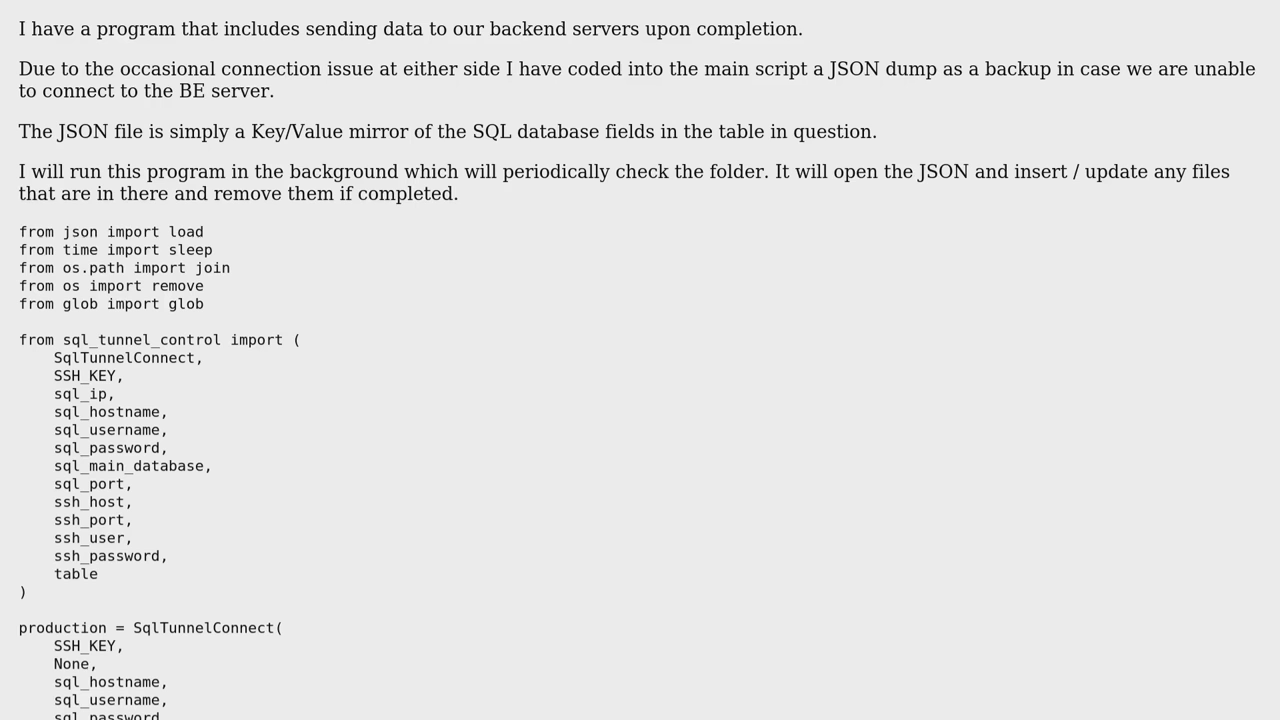 I have a program that includes sending data to our backend servers upon completion.
Due to the occasional connection issue at either side I have coded into the main script a JSON dump as a backup in case we are unable
to connect to the BE server.
The JSON file is simply a Key/Value mirror of the SQL database fields in the table in question.
I will run this program in the background which will periodically check the folder. It will open the JSON and insert / update any files
that are in there and remove them if completed.
from json import load
from time import sleep
from os.path import join
from os import remove
from glob import glob
from sql_tunnel_control import (
    SqlTunnelConnect,
    SSH_KEY,
    sql_ip,
    sql_hostname,
    sql_username,
    sql_password,
    sql_main_database,
    sql_port,
    ssh_host,
    ssh_port,
    ssh_user,
    ssh_password,
    table
)
production = SqlTunnelConnect(
    SSH_KEY,
    None,
    sql_hostname,
    sql_username,
    sql_password